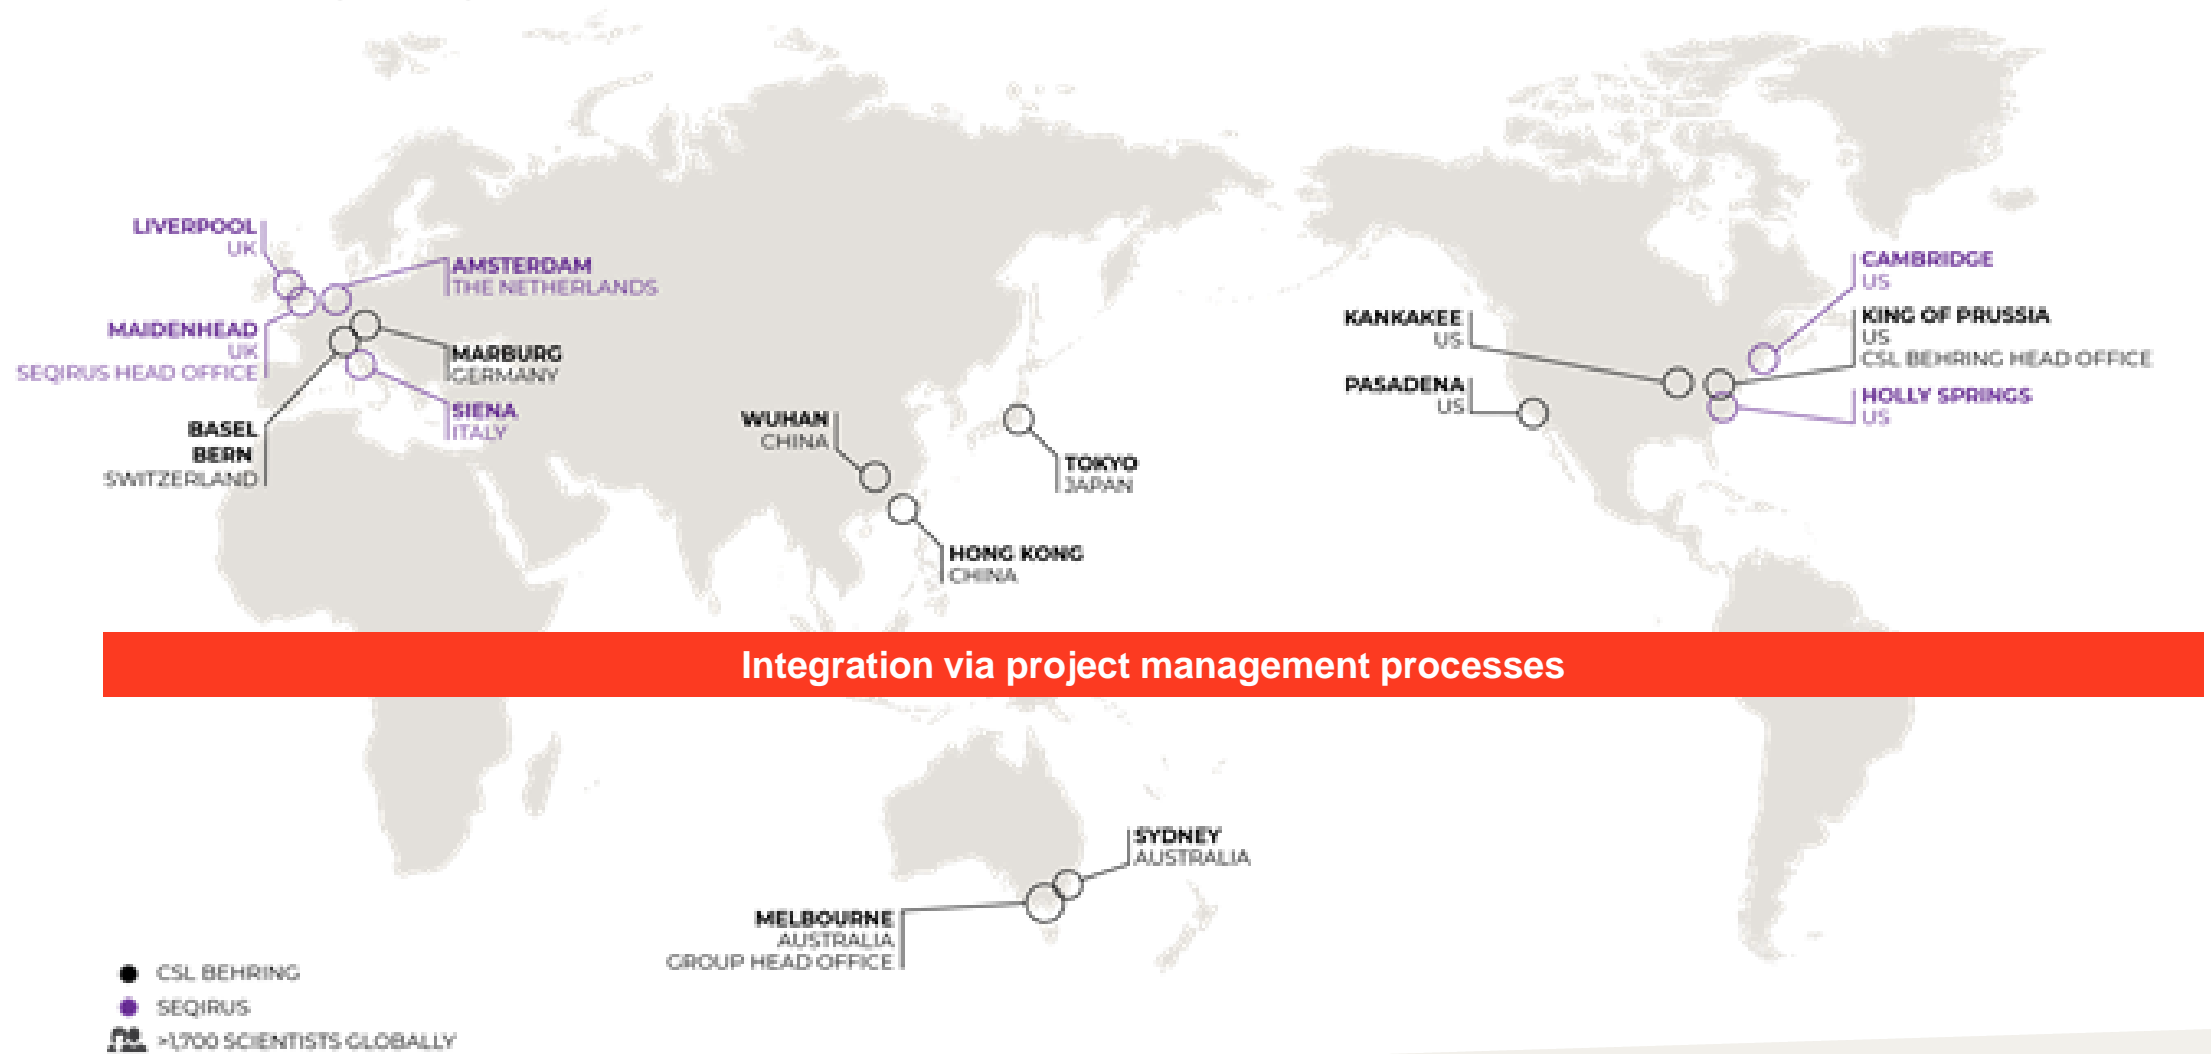 LIVERPOOL
UK
AMSTERDAM
THE NETHERLANDS
MAIDENHEAD
UK
SEQIRUS HEAD OFFICE
MARBURG
GERMANY
SIENA
ITALY
BASEL
BERN
SWITZERLAND
WUHAN
CHINA
TOKYO
JAPAN
HONG KONG
CHINA
KANKAKEE
US
PASADENA
US
CAMBRIDGE
US
KING OF PRUSSIA
US
CSL BEHRING HEAD OFFICE
HOLLY SPRINGS
US
Integration via project management processes
SYDNEY
AUSTRALIA
MELBOURNE
AUSTRALIA
GROUP HEAD OFFICE
CSL BEHRING
SEQIRUS
>1,700 SCIENTISTS GLOBALLY